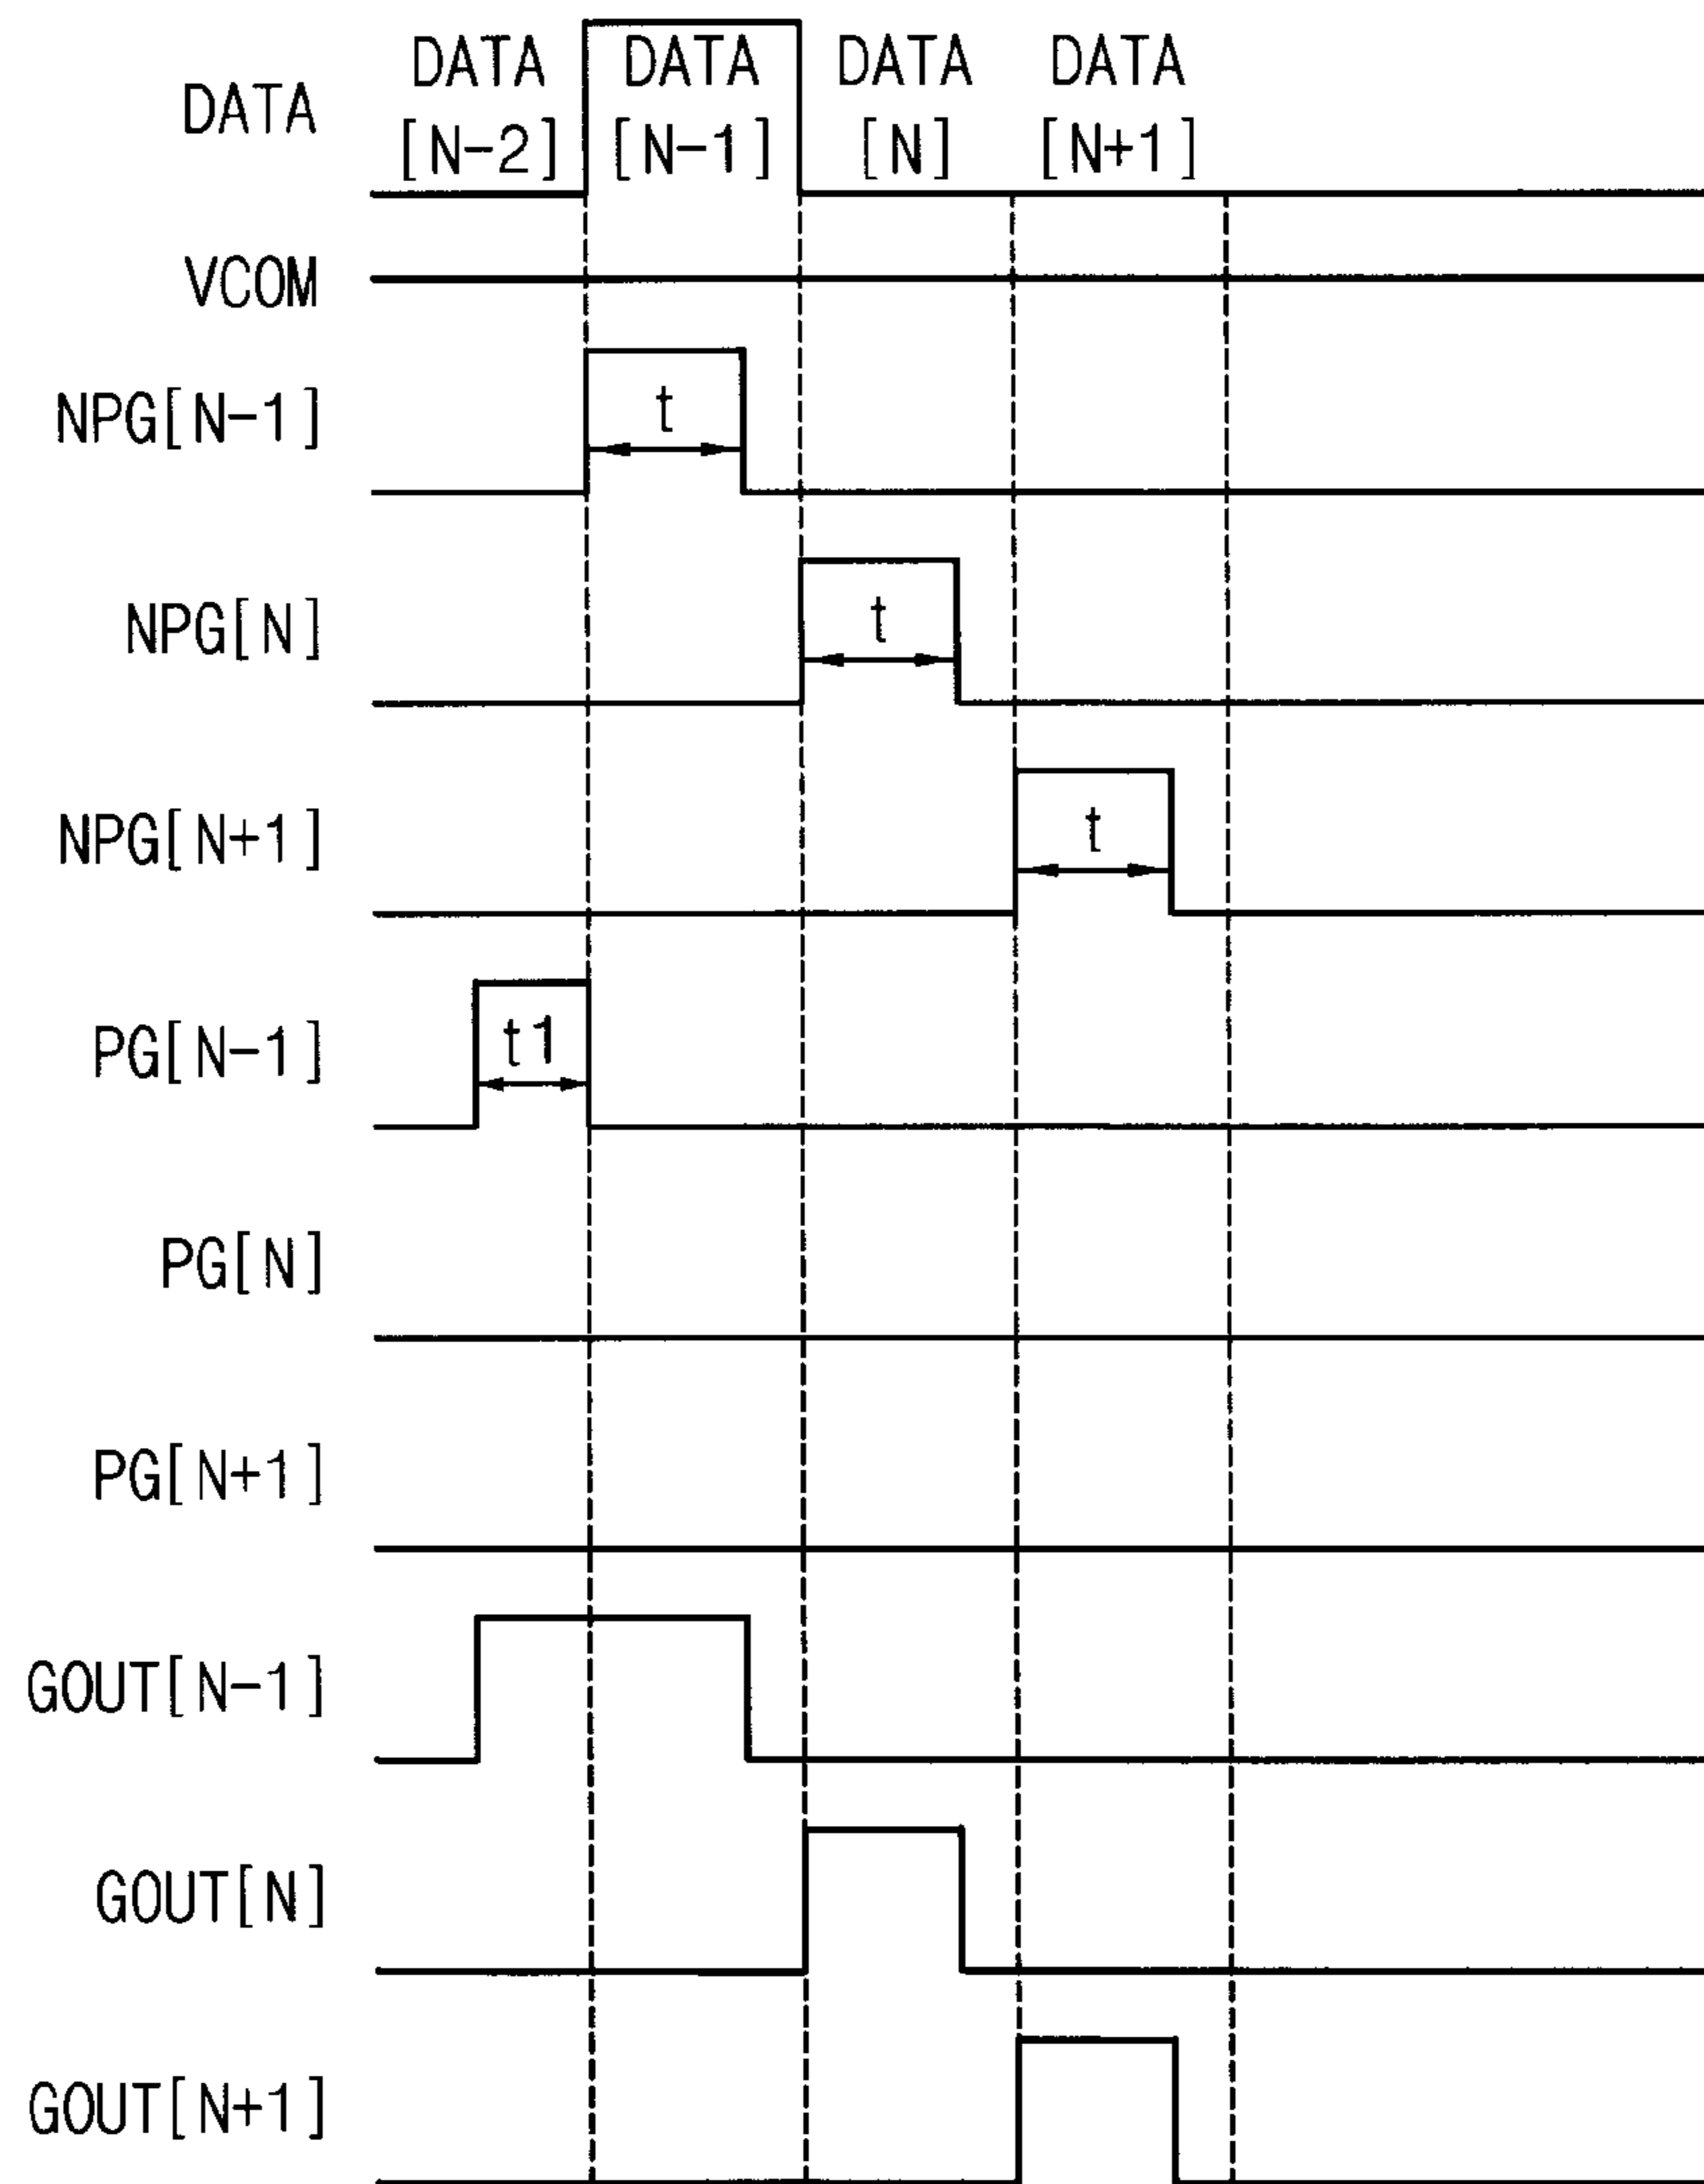 DATA
DATA
[N-2]
DATA
[N-1]
DATA
[N]
DATA
[N+1]
VCOM
NPG[N-1]
t
NPG[N]
t
NPG[N+1]
t
PG[N-1]
t1
PG[N]
PG[N+1]
GOUT[N-1]
GOUT[N]
GOUT[N+1]